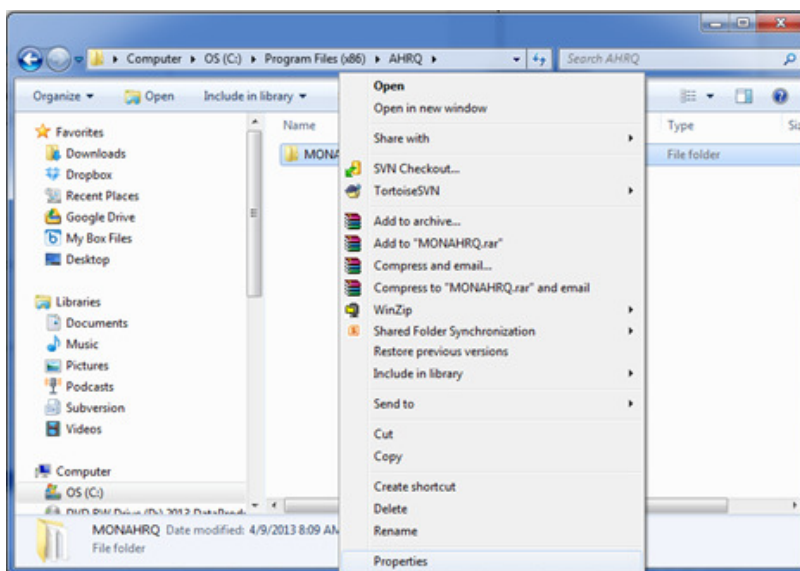 Computer OS (C:) Program Files (x86) AHRQ Search AHRQ
Organize Open Include in library
Name Type
Favorites
Downloads
Dropbox
Recent Places
Google Drive
My Box Files
Desktop
Libraries
Documents
Music
Pictures
Podcasts
Subversion
Videos
Computer
OS (C:)
MONA File folder
Open
Open in new window
Share with
SVN Checkout...
TortoiseSVN
Add to archive...
Add to "MONAHRQ.rar"
Compress and email...
Compress to "MONAHRQ.rar" and email
WinZip
Shared Folder Synchronization
Restore previous versions
Include in library
Send to
Cut
Copy
Create shortcut
Delete
Rename
Properties
MONAHRQ Date modified: 4/9/2013 8:09 AM
File folder